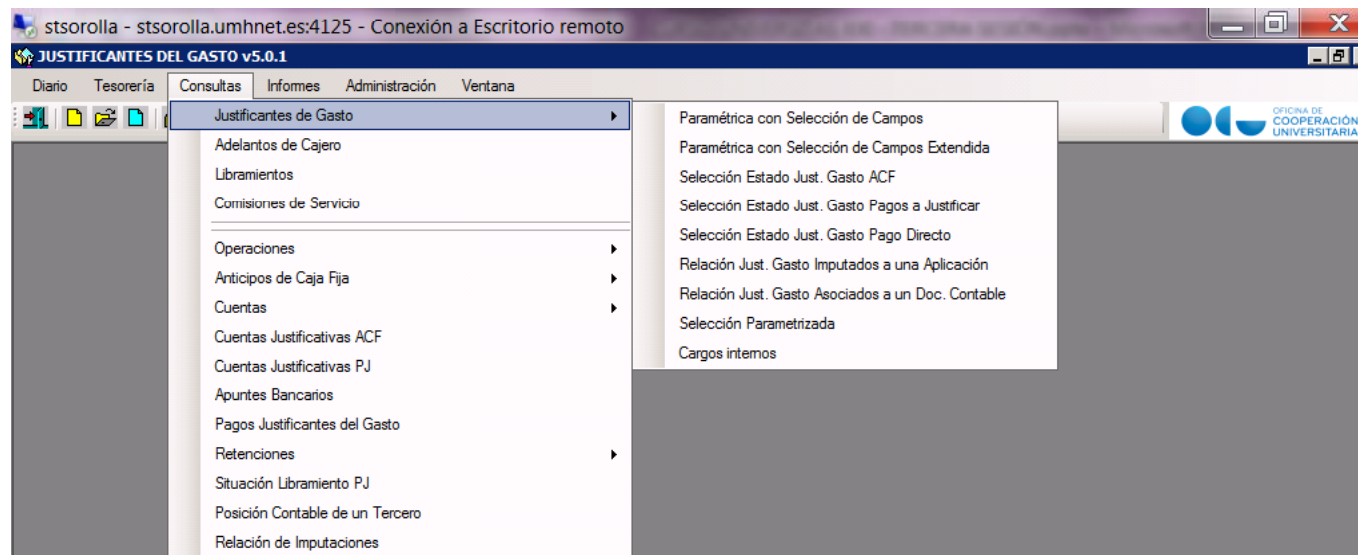 stsorolla - stsorolla.umhnet.es:4125 - Conexión a Escritorio remoto
JUSTIFICANTES DEL GASTO v5.0.1
Diario Tesorería Consultas Informes Administración Ventana
OFICINA DE
COOPERACIÓN
UNIVERSITARIA
Justificantes de Gasto
Adelantos de Cajero
Libramientos
Comisiones de Servicio
Operaciones
Anticipos de Caja Fija
Cuentas
Cuentas Justificativas ACF
Cuentas Justificativas PJ
Apuntes Bancarios
Pagos Justificantes del Gasto
Retenciones
Situación Libramiento PJ
Posición Contable de un Tercero
Relación de Imputaciones
Paramétrica con Selección de Campos
Paramétrica con Selección de Campos Extendida
Selección Estado Just. Gasto ACF
Selección Estado Just. Gasto Pagos a Justificar
Selección Estado Just. Gasto Pago Directo
Relación Just. Gasto Imputados a una Aplicación
Relación Just. Gasto Asociados a un Doc. Contable
Selección Parametrizada
Cargos internos